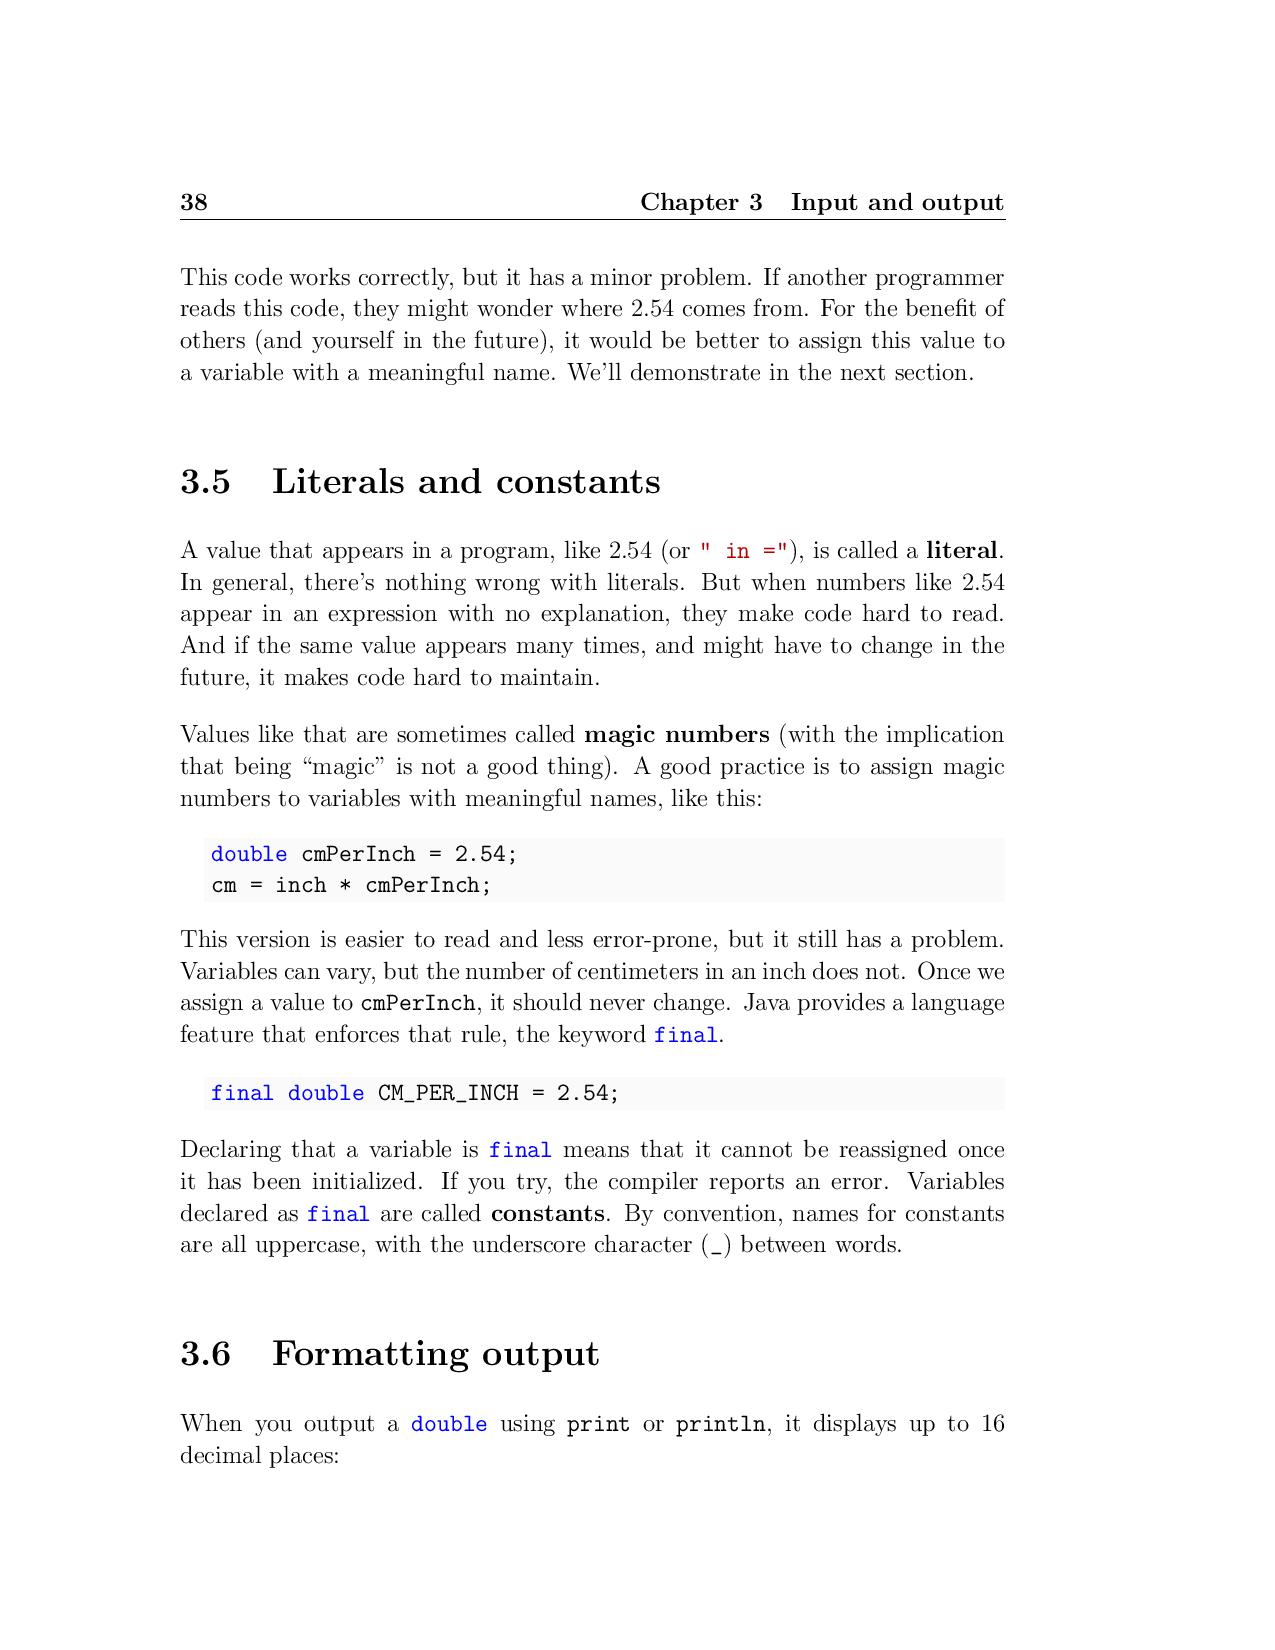 38 Chapter 3 Input and output
This code works correctly, but it has a minor problem. If another programmer
reads this code, they might wonder where 2.54 comes from. For the benefit of
others (and yourself in the future), it would be better to assign this value to
a variable with a meaningful name. We’ll demonstrate in the next section.
3.5 Literals and constants
A value that appears in a program, like 2.54 (or " in ="), is called a literal.
In general, there’s nothing wrong with literals. But when numbers like 2.54
appear in an expression with no explanation, they make code hard to read.
And if the same value appears many times, and might have to change in the
future, it makes code hard to maintain.
Values like that are sometimes called magic numbers (with the implication
that being “magic” is not a good thing). A good practice is to assign magic
numbers to variables with meaningful names, like this:
double cmPerInch = 2.54;
cm = inch * cmPerInch;
This version is easier to read and less error-prone, but it still has a problem.
Variables can vary, but the number of centimeters in an inch does not. Once we
assign a value to cmPerInch, it should never change. Java provides a language
feature that enforces that rule, the keyword final.
final double CM_PER_INCH = 2.54;
Declaring that a variable is final means that it cannot be reassigned once
it has been initialized. If you try, the compiler reports an error. Variables
declared as final are called constants. By convention, names for constants
are all uppercase, with the underscore character (_) between words.
3.6 Formatting output
When you output a double using print or println, it displays up to 16
decimal places: